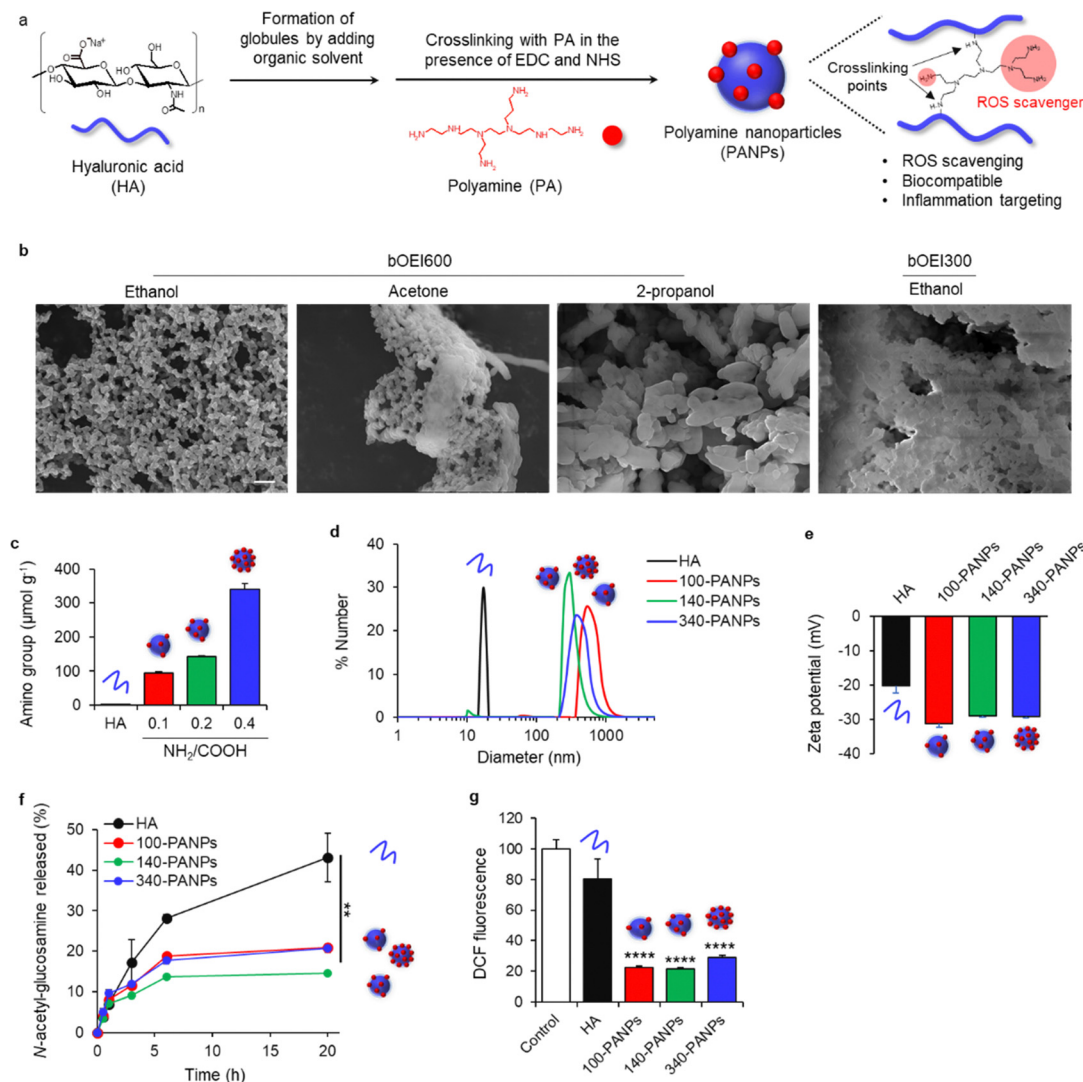 a
Formation of
globules by adding
organic solvent
Crosslinking with PA in the
presence of EDC and NHS
Hyaluronic acid
(HA)
Polyamine (PA)
Polyamine nanoparticles
(PANPs)
Crosslinking
points
ROS scavenger
• ROS scavenging
• Biocompatible
• Inflammation targeting
b
bOEI600
bOEI300
Ethanol
Acetone
2-propanol
Ethanol
c
Amino group (µmol g⁻¹)
400
300
200
100
0
HA
0.1
0.2
0.4
NH₂/COOH
d
% Number
40
30
20
10
0
1
10
100
1000
Diameter (nm)
HA
100-PANPs
140-PANPs
340-PANPs
e
HA
100-PANPs
140-PANPs
340-PANPs
Zeta potential (mV)
0
-10
-20
-30
-40
f
N-acetyl-glucosamine released (%)
50
40
30
20
10
0
0
5
10
15
20
Time (h)
HA
100-PANPs
140-PANPs
340-PANPs
**
g
DCF fluorescence
120
100
80
60
40
20
0
****
****
****
Control
HA
100-PANPs
140-PANPs
340-PANPs